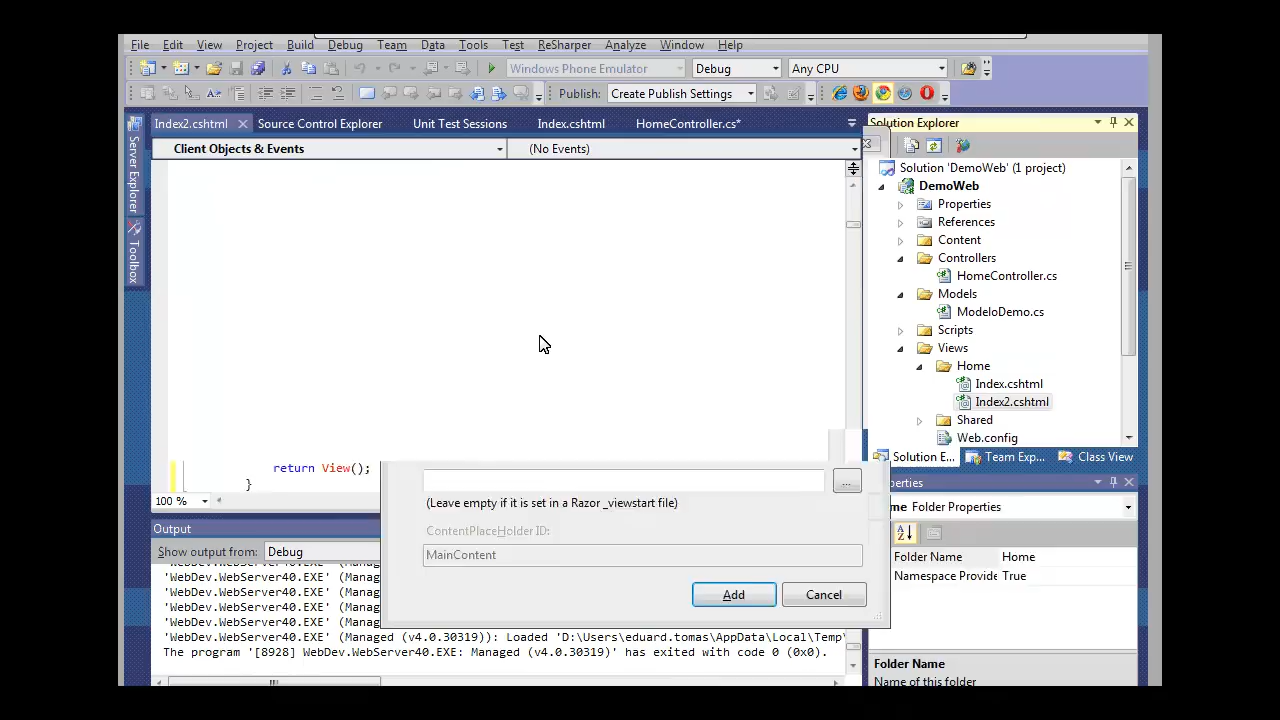 File Edit View Project Build Debug Team Data Tools Test ReSharper Analyze Window Help
Windows Phone Emulator Debug Any CPU
Publish: Create Publish Settings
Index2.cshtml Source Control Explorer Unit Test Sessions Index.cshtml HomeController.cs*
Client Objects & Events (No Events)
Server Explorer
Toolbox
return View();
}
100 %
(Leave empty if it is set in a Razor _viewstart file)
ContentPlaceHolder ID:
MainContent
Add Cancel
Output
Show output from: Debug
'WebDev.WebServer40.EXE' (Manag
'WebDev.WebServer40.EXE' (Manag
'WebDev.WebServer40.EXE' (Manag
'WebDev.WebServer40.EXE' (Manag
'WebDev.WebServer40.EXE' (Managed (v4.0.30319)): Loaded 'D:\Users\eduard.tomas\AppData\Local\Temp\
The program '[8928] WebDev.WebServer40.EXE: Managed (v4.0.30319)' has exited with code 0 (0x0).
Solution Explorer
Solution 'DemoWeb' (1 project)
DemoWeb
Properties
References
Content
Controllers
HomeController.cs
Models
ModeloDemo.cs
Scripts
Views
Home
Index.cshtml
Index2.cshtml
Shared
Web.config
Solution E... Team Exp... Class View
perties
me Folder Properties
Folder Name Home
Namespace Provide True
Folder Name
Name of this folder